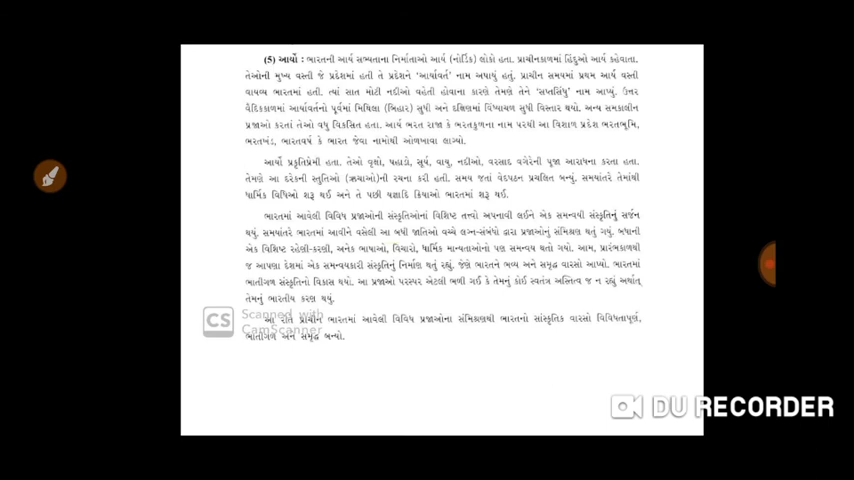 (5) આર્યો : ભારતની આર્ય સભ્યતાના નિર્માતાઓ આર્ય (નોર્ડિક) લોકો હતા. પ્રાચીનકાળમાં હિંદુઓ આર્ય કહેવાતા.
તેઓની મુખ્ય વસ્તી જે પ્રદેશમાં હતી તે પ્રદેશને ‘આર્યાવર્ત’ નામ અપાયું હતું. પ્રાચીન સમયમાં પ્રથમ આર્ય વસ્તી
વાયવ્ય ભારતમાં હતી. ત્યાં સાત મોટી નદીઓ વહેતી હોવાના કારણે તેમણે તેને ‘સપ્તસિંધુ’ નામ આપ્યું. ઉત્તર
વૈદિકકાળમાં આર્યાવર્તનો પૂર્વમાં મિથિલા (બિહાર) સુધી અને દક્ષિણમાં વિંધ્યાચળ સુધી વિસ્તાર થયો. અન્ય સમકાલીન
પ્રજાઓ કરતાં તેઓ વધુ વિકસિત હતા. આર્ય ભરત રાજા કે ભરતકુળના નામ પરથી આ વિશાળ પ્રદેશ ભરતભૂમિ,
ભરતખંડ, ભારતવર્ષ કે ભારત જેવા નામોથી ઓળખાવા લાગ્યો.
આર્યો પ્રકૃતિપ્રેમી હતા. તેઓ વૃક્ષો, પહાડો, સૂર્ય, વાયુ, નદીઓ, વરસાદ વગેરેની પૂજા આરાધના કરતા હતા.
તેમણે આ દરેકની સ્તુતિઓ (ઋચાઓ)ની રચના કરી હતી. સમય જતાં વેદપઠન પ્રચલિત બન્યું. સમયાંતરે તેમાંથી
ધાર્મિક વિધિઓ શરૂ થઈ અને તે પછી યજ્ઞાદિ ક્રિયાઓ ભારતમાં શરૂ થઈ.
ભારતમાં આવેલી વિવિધ પ્રજાઓની સંસ્કૃતિઓનાં વિશિષ્ટ તત્ત્વો અપનાવી લઈને એક સમન્વયી સંસ્કૃતિનું સર્જન
થયું. સમયાંતરે ભારતમાં આવીને વસેલી આ બધી જાતિઓ વચ્ચે લગ્ન-સંબંધો દ્વારા પ્રજાઓનું સંમિશ્રણ થતું ગયું. બધાની
એક વિશિષ્ટ રહેણી-કરણી, અનેક ભાષાઓ, વિચારો, ધાર્મિક માન્યતાઓનો પણ સમન્વય થતો ગયો. આમ, પ્રારંભકાળથી
જ આપણા દેશમાં એક સમન્વયકારી સંસ્કૃતિનું નિર્માણ થતું રહ્યું. જેણે ભારતને ભવ્ય અને સમૃદ્ધ વારસો આપ્યો. ભારતમાં
ભાતીગળ સંસ્કૃતિનો વિકાસ થયો. આ પ્રજાઓ પરસ્પર એટલી ભળી ગઈ કે તેમનું કોઈ સ્વતંત્ર અસ્તિત્વ જ ન રહ્યું અર્થાત્
તેમનું ભારતીય કરણ થયું.
આ રીતે પ્રાચીન ભારતમાં આવેલી વિવિધ પ્રજાઓના સંમિશ્રણથી ભારતનો સાંસ્કૃતિક વારસો વિવિધતાપૂર્ણ,
ભાતીગળ અને સમૃદ્ધ બન્યો.
CS Scanned with
CamScanner
DU RECORDER